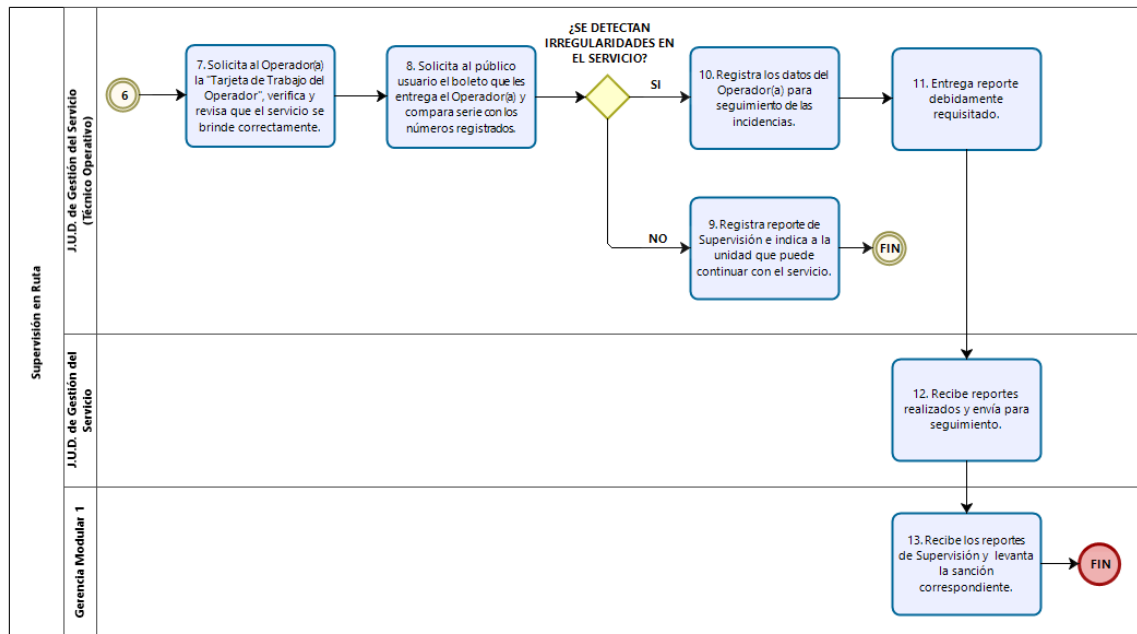 Supervisión en Ruta
J.U.D. de Gestión del Servicio
(Técnico Operativo)
6
7. Solicita al Operador(a)
la "Tarjeta de Trabajo del
Operador", verifica y
revisa que el servicio se
brinde correctamente.
8. Solicita al público
usuario el boleto que les
entrega el Operador(a) y
compara serie con los
números registrados.
¿SE DETECTAN
IRREGULARIDADES EN
EL SERVICIO?
SI
10. Registra los datos del
Operador(a) para
seguimiento de las
incidencias.
11. Entrega reporte
debidamente
requisitado.
NO
9. Registra reporte de
Supervisión e indica a la
unidad que puede
continuar con el servicio.
FIN
J.U.D. de Gestión del
Servicio
12. Recibe reportes
realizados y envía para
seguimiento.
Gerencia Modular 1
13. Recibe los reportes
de Supervisión y levanta
la sanción
correspondiente.
FIN